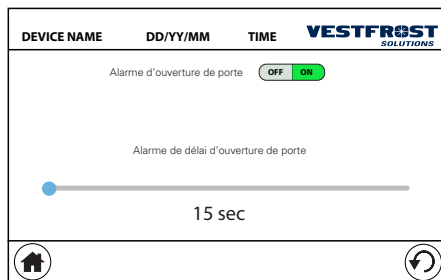 DEVICE NAME DD/YY/MM TIME VESTFROST
SOLUTIONS
Alarme d'ouverture de porte OFF ON
Alarme de délai d'ouverture de porte
15 sec